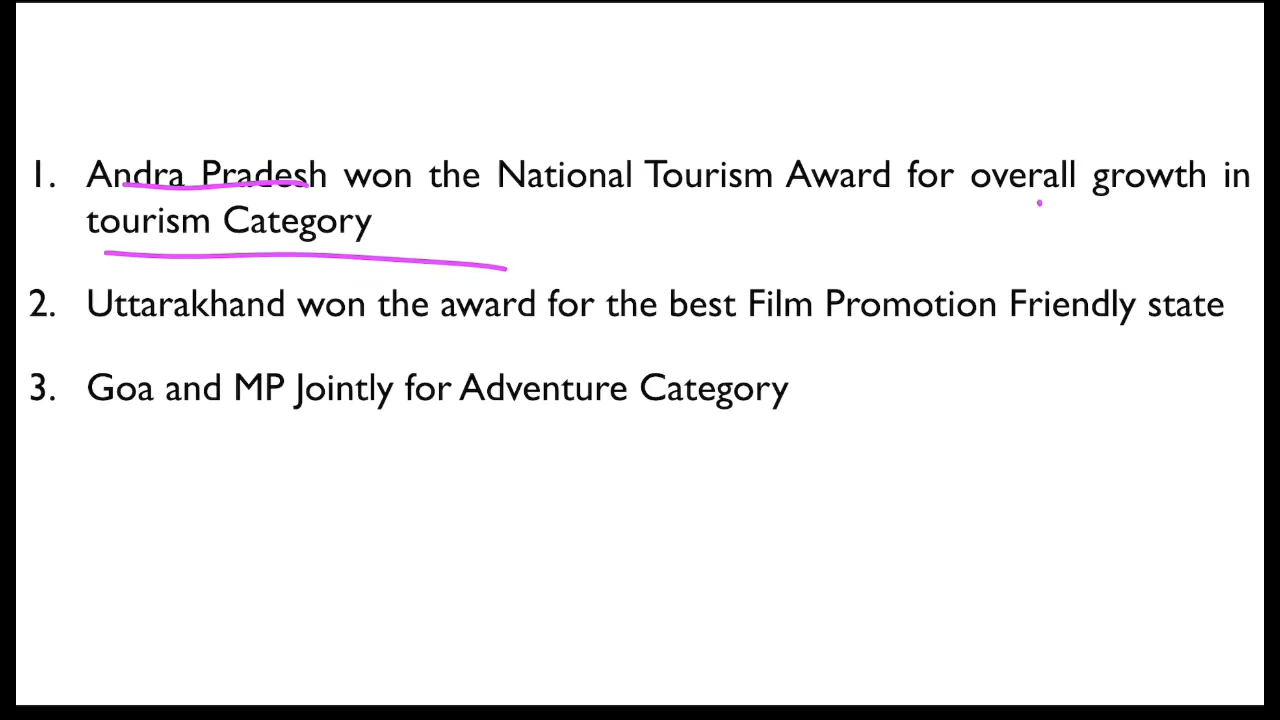 1. Andra Pradesh won the National Tourism Award for overall growth in
tourism Category
2. Uttarakhand won the award for the best Film Promotion Friendly state
3. Goa and MP Jointly for Adventure Category